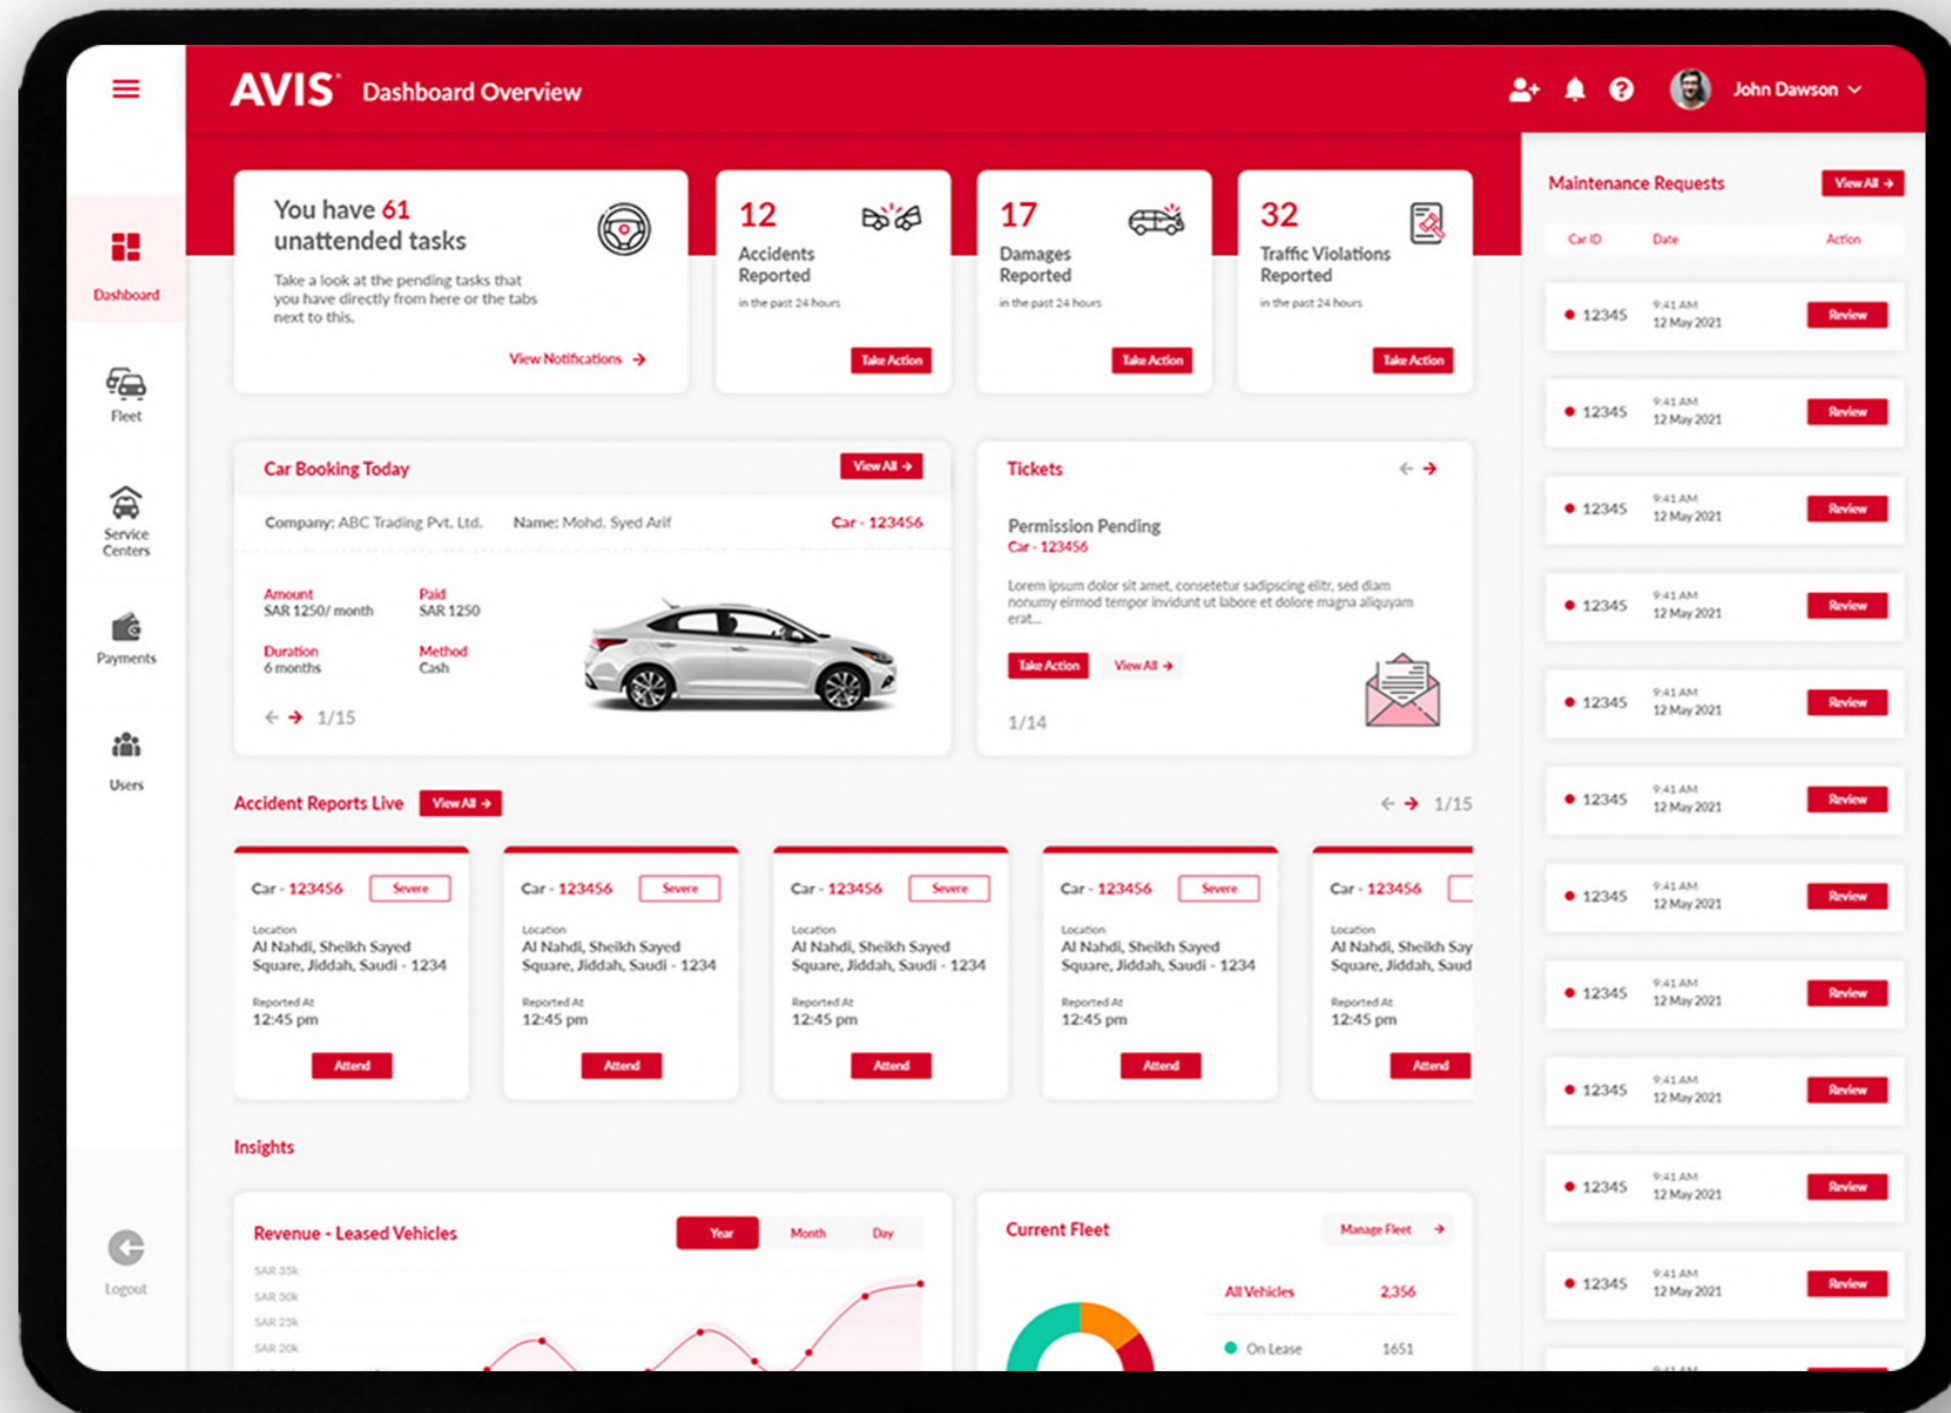 AVIS Dashboard Overview
John Dawson
Dashboard
Fleet
Service
Centers
Payments
Users
Logout
You have 61
unattended tasks
Take a look at the pending tasks that
you have directly from here or the tabs
next to this.
View Notifications
12
Accidents
Reported
in the past 24 hours
Take Action
17
Damages
Reported
in the past 24 hours
Take Action
32
Traffic Violations
Reported
in the past 24 hours
Take Action
Car Booking Today
View All
Company: ABC Trading Pvt. Ltd. Name: Mohd. Syed Arif Car - 123456
Amount
SAR 1250/ month
Paid
SAR 1250
Duration
6 months
Method
Cash
1/15
Tickets
Permission Pending
Car - 123456
Lorem ipsum dolor sit amet, consetetur sadipscing elitr, sed diam
nonumy eirmod tempor invidunt ut labore et dolore magna aliquyam
erat...
Take Action View All
1/14
Accident Reports Live View All
1/15
Car - 123456 Severe
Location
Al Nahdi, Sheikh Sayed
Square, Jiddah, Saudi - 1234
Reported At
12:45 pm
Attend
Car - 123456 Severe
Location
Al Nahdi, Sheikh Sayed
Square, Jiddah, Saudi - 1234
Reported At
12:45 pm
Attend
Car - 123456 Severe
Location
Al Nahdi, Sheikh Sayed
Square, Jiddah, Saudi - 1234
Reported At
12:45 pm
Attend
Car - 123456 Severe
Location
Al Nahdi, Sheikh Sayed
Square, Jiddah, Saudi - 1234
Reported At
12:45 pm
Attend
Car - 123456
Location
Al Nahdi, Sheikh Say
Square, Jiddah, Saud
Reported At
12:45 pm
Attend
Insights
Revenue - Leased Vehicles
Year Month Day
SAR 35k
SAR 30k
SAR 25k
SAR 20k
Current Fleet
Manage Fleet
All Vehicles 2,356
On Lease 1651
Maintenance Requests
View All
Car ID Date Action
12345 9:41 AM
12 May 2021 Review
12345 9:41 AM
12 May 2021 Review
12345 9:41 AM
12 May 2021 Review
12345 9:41 AM
12 May 2021 Review
12345 9:41 AM
12 May 2021 Review
12345 9:41 AM
12 May 2021 Review
12345 9:41 AM
12 May 2021 Review
12345 9:41 AM
12 May 2021 Review
12345 9:41 AM
12 May 2021 Review
12345 9:41 AM
12 May 2021 Review
12345 9:41 AM
12 May 2021 Review